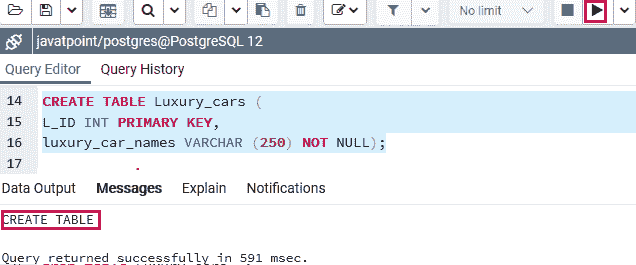 No limit
javatpoint/postgres@PostgreSQL 12
Query Editor Query History
14 CREATE TABLE Luxury_cars (
15 L_ID INT PRIMARY KEY,
16 luxury_car_names VARCHAR (250) NOT NULL);
17
Data Output Messages Explain Notifications
CREATE TABLE
Query returned successfully in 591 msec.